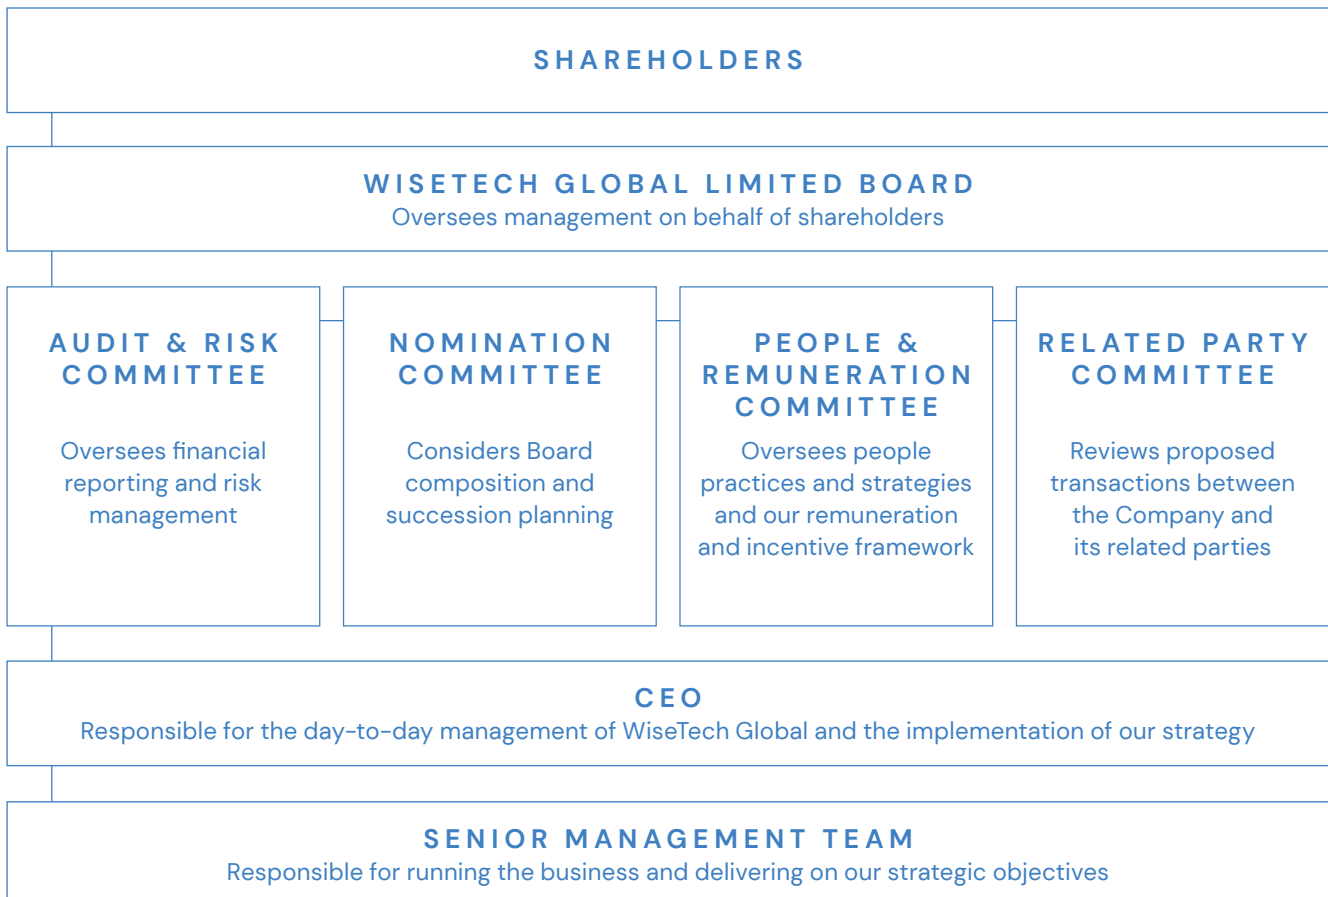 SHAREHOLDERS
WISETECH GLOBAL LIMITED BOARD
Oversees management on behalf of shareholders
AUDIT & RISK
COMMITTEE
Oversees financial
reporting and risk
management
NOMINATION
COMMITTEE
Considers Board
composition and
succession planning
PEOPLE &
REMUNERATION
COMMITTEE
Oversees people
practices and strategies
and our remuneration
and incentive framework
RELATED PARTY
COMMITTEE
Reviews proposed
transactions between
the Company and
its related parties
CEO
Responsible for the day-to-day management of WiseTech Global and the implementation of our strategy
SENIOR MANAGEMENT TEAM
Responsible for running the business and delivering on our strategic objectives